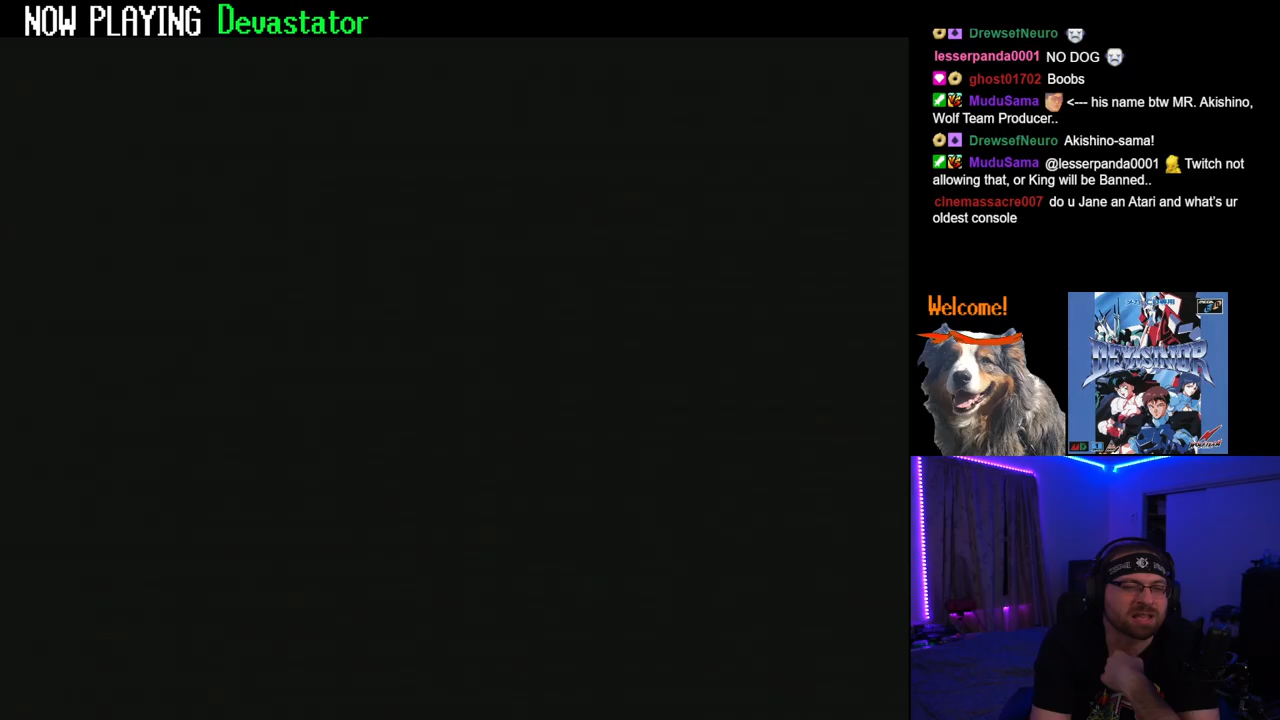 NOW PLAYING Devastator
DrewsefNeuro
lesserpanda0001 NO DOG
ghost01702 Boobs
MuduSama <--- his name btw MR. Akishino,
Wolf Team Producer..
DrewsefNeuro Akishino-sama!
MuduSama @lesserpanda0001 Twitch not
allowing that, or King will be Banned..
cinemassacre007 do u Jane an Atari and what's ur
oldest console
Welcome!